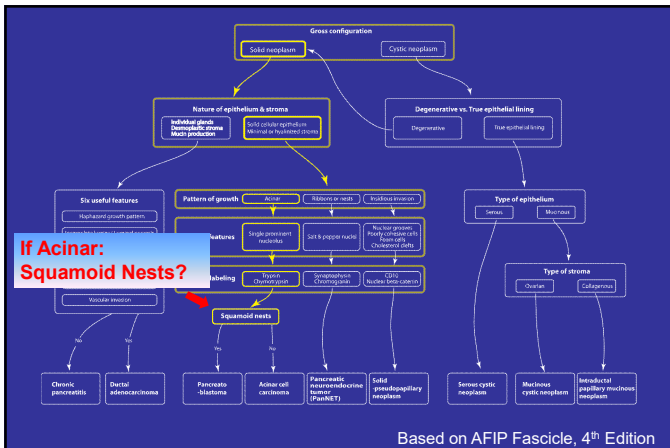 Gross configuration
Solid neoplasm
Cystic neoplasm
Nature of epithelium & stroma
Individual glands
Desmoplastic stroma
Mucin production
Solid cellular epithelium
Minimal or hyalinized stroma
Degenerative vs. True epithelial lining
Degenerative
True epithelial lining
Six useful features
Haphazard growth pattern
Vascular invasion
Pattern of growth
Acinar
Ribbons or nests
Insidious invasion
features
Single prominent
nucleolus
Salt & pepper nuclei
Nuclear grooves
Poorly cohesive cells
Foam cells
Cholesterol clefts
labeling
Trypsin
Chymotrypsin
Synaptophysin
Chromogranin
CD10
Nuclear beta-catenin
If Acinar:
Squamoid Nests?
Squamoid nests
Type of epithelium
Serous
Mucinous
Type of stroma
Ovarian
Collagenous
No
Yes
Yes
No
Chronic
pancreatitis
Ductal
adenocarcinoma
Pancreato
-blastoma
Acinar cell
carcinoma
Pancreatic
neuroendocrine
tumor (PanNET)
Solid
-pseudopapillary
neoplasm
Serous cystic
neoplasm
Mucinous
cystic neoplasm
Intraductal
papillary mucinous
neoplasm
Based on AFIP Fascicle, 4th Edition